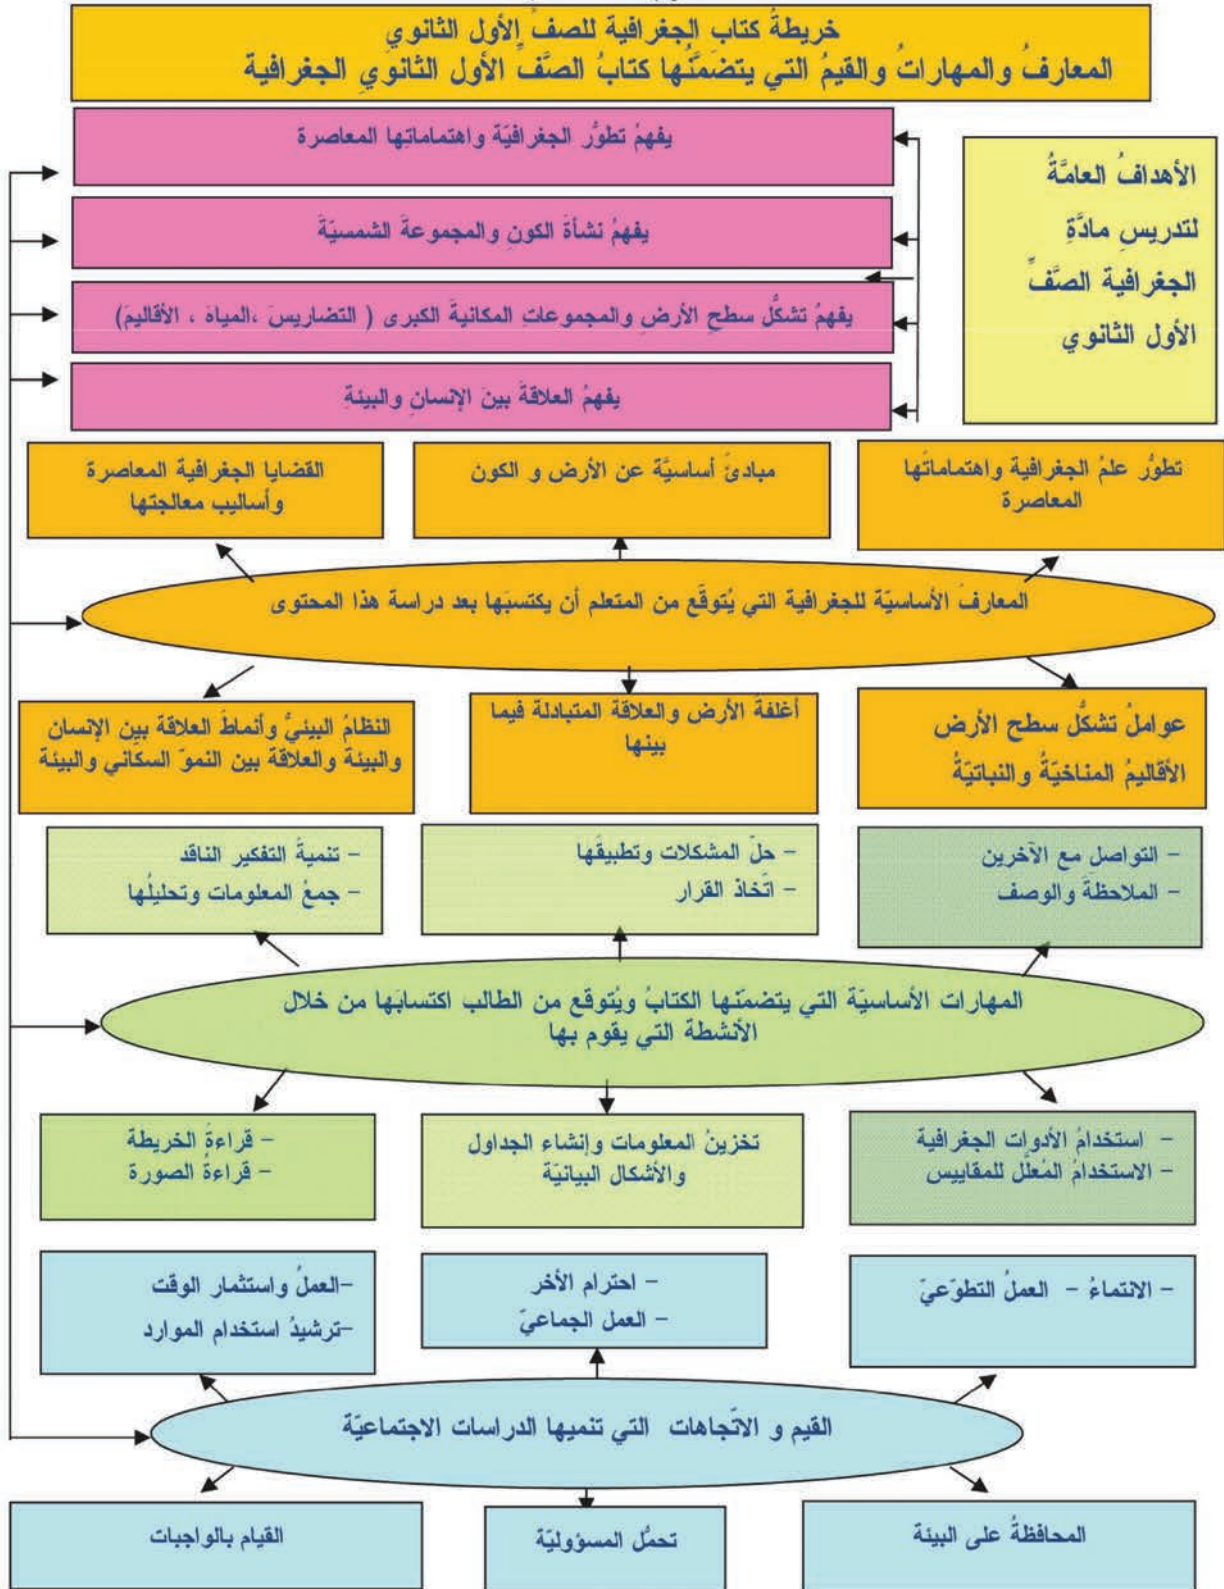 خريطةُ كتابِ الجغرافية للصفِّ الأول الثانويِ
المعارفُ والمهاراتُ والقيمُ التي يتضمَّنُها كتابُ الصَّفِّ الأول الثانويِ الجغرافية
الأهدافُ العامَّةُ
لتدريسِ مادَّةِ
الجغرافية الصَّفِّ
الأول الثانوي
يفهمُ تطوُّر الجغرافيّة واهتماماتِها المعاصرة
يفهمُ نشأةَ الكونِ والمجموعةَ الشمسيّةَ
يفهمُ تشكُّل سطحِ الأرضِ والمجموعاتِ المكانيةَ الكبرى ( التضاريسَ ،المياهَ ، الأقاليمَ)
يفهمُ العلاقةَ بينَ الإنسانِ والبيئةِ
تطوُّر علمُ الجغرافية واهتماماتُها
المعاصرة
مبادئ أساسيَّة عن الأرض و الكون
القضايا الجغرافية المعاصرة
وأساليب معالجتها
المعارفُ الأساسيّة للجغرافية التي يُتوقَّع من المتعلم أن يكتسبَها بعد دراسة هذا المحتوى
عواملُ تشكُّل سطح الأرض
الأقاليمُ المناخيّةُ والنباتيّةُ
أغلفةُ الأرض والعلاقة المتبادلة فيما
بينها
النظامُ البيئيُّ وأنماطُ العلاقة بين الإنسان
والبيئة والعلاقة بين النموّ السكّاني والبيئة
- التواصلِ مع الآخرين
- الملاحظةَ والوصف
- حلّ المشكلات وتطبيقَها
- اتّخاذ القرار
- تنميةَ التفكير الناقد
- جمعُ المعلومات وتحليلُها
المهارات الأساسيّة التي يتضمّنها الكتابُ ويُتوقع من الطالب اكتسابَها من خلال
الأنشطة التي يقوم بها
- استخدامُ الأدوات الجغرافية
- الاستخدامُ المُعلَّل للمقاييس
تخزينُ المعلومات وإنشاء الجداول
والأشكال البيانيّة
- قراءةُ الخريطة
- قراءةُ الصورة
- الانتماءُ - العملُ التطوّعيّ
- احترام الأخر
- العمل الجماعيّ
-العملُ واستثمار الوقت
-ترشيدُ استخدام الموارد
القيم و الاتّجاهات التي تنميها الدراسات الاجتماعيّة
المحافظةُ على البيئة
تحمُّل المسؤوليّة
القيام بالواجبات